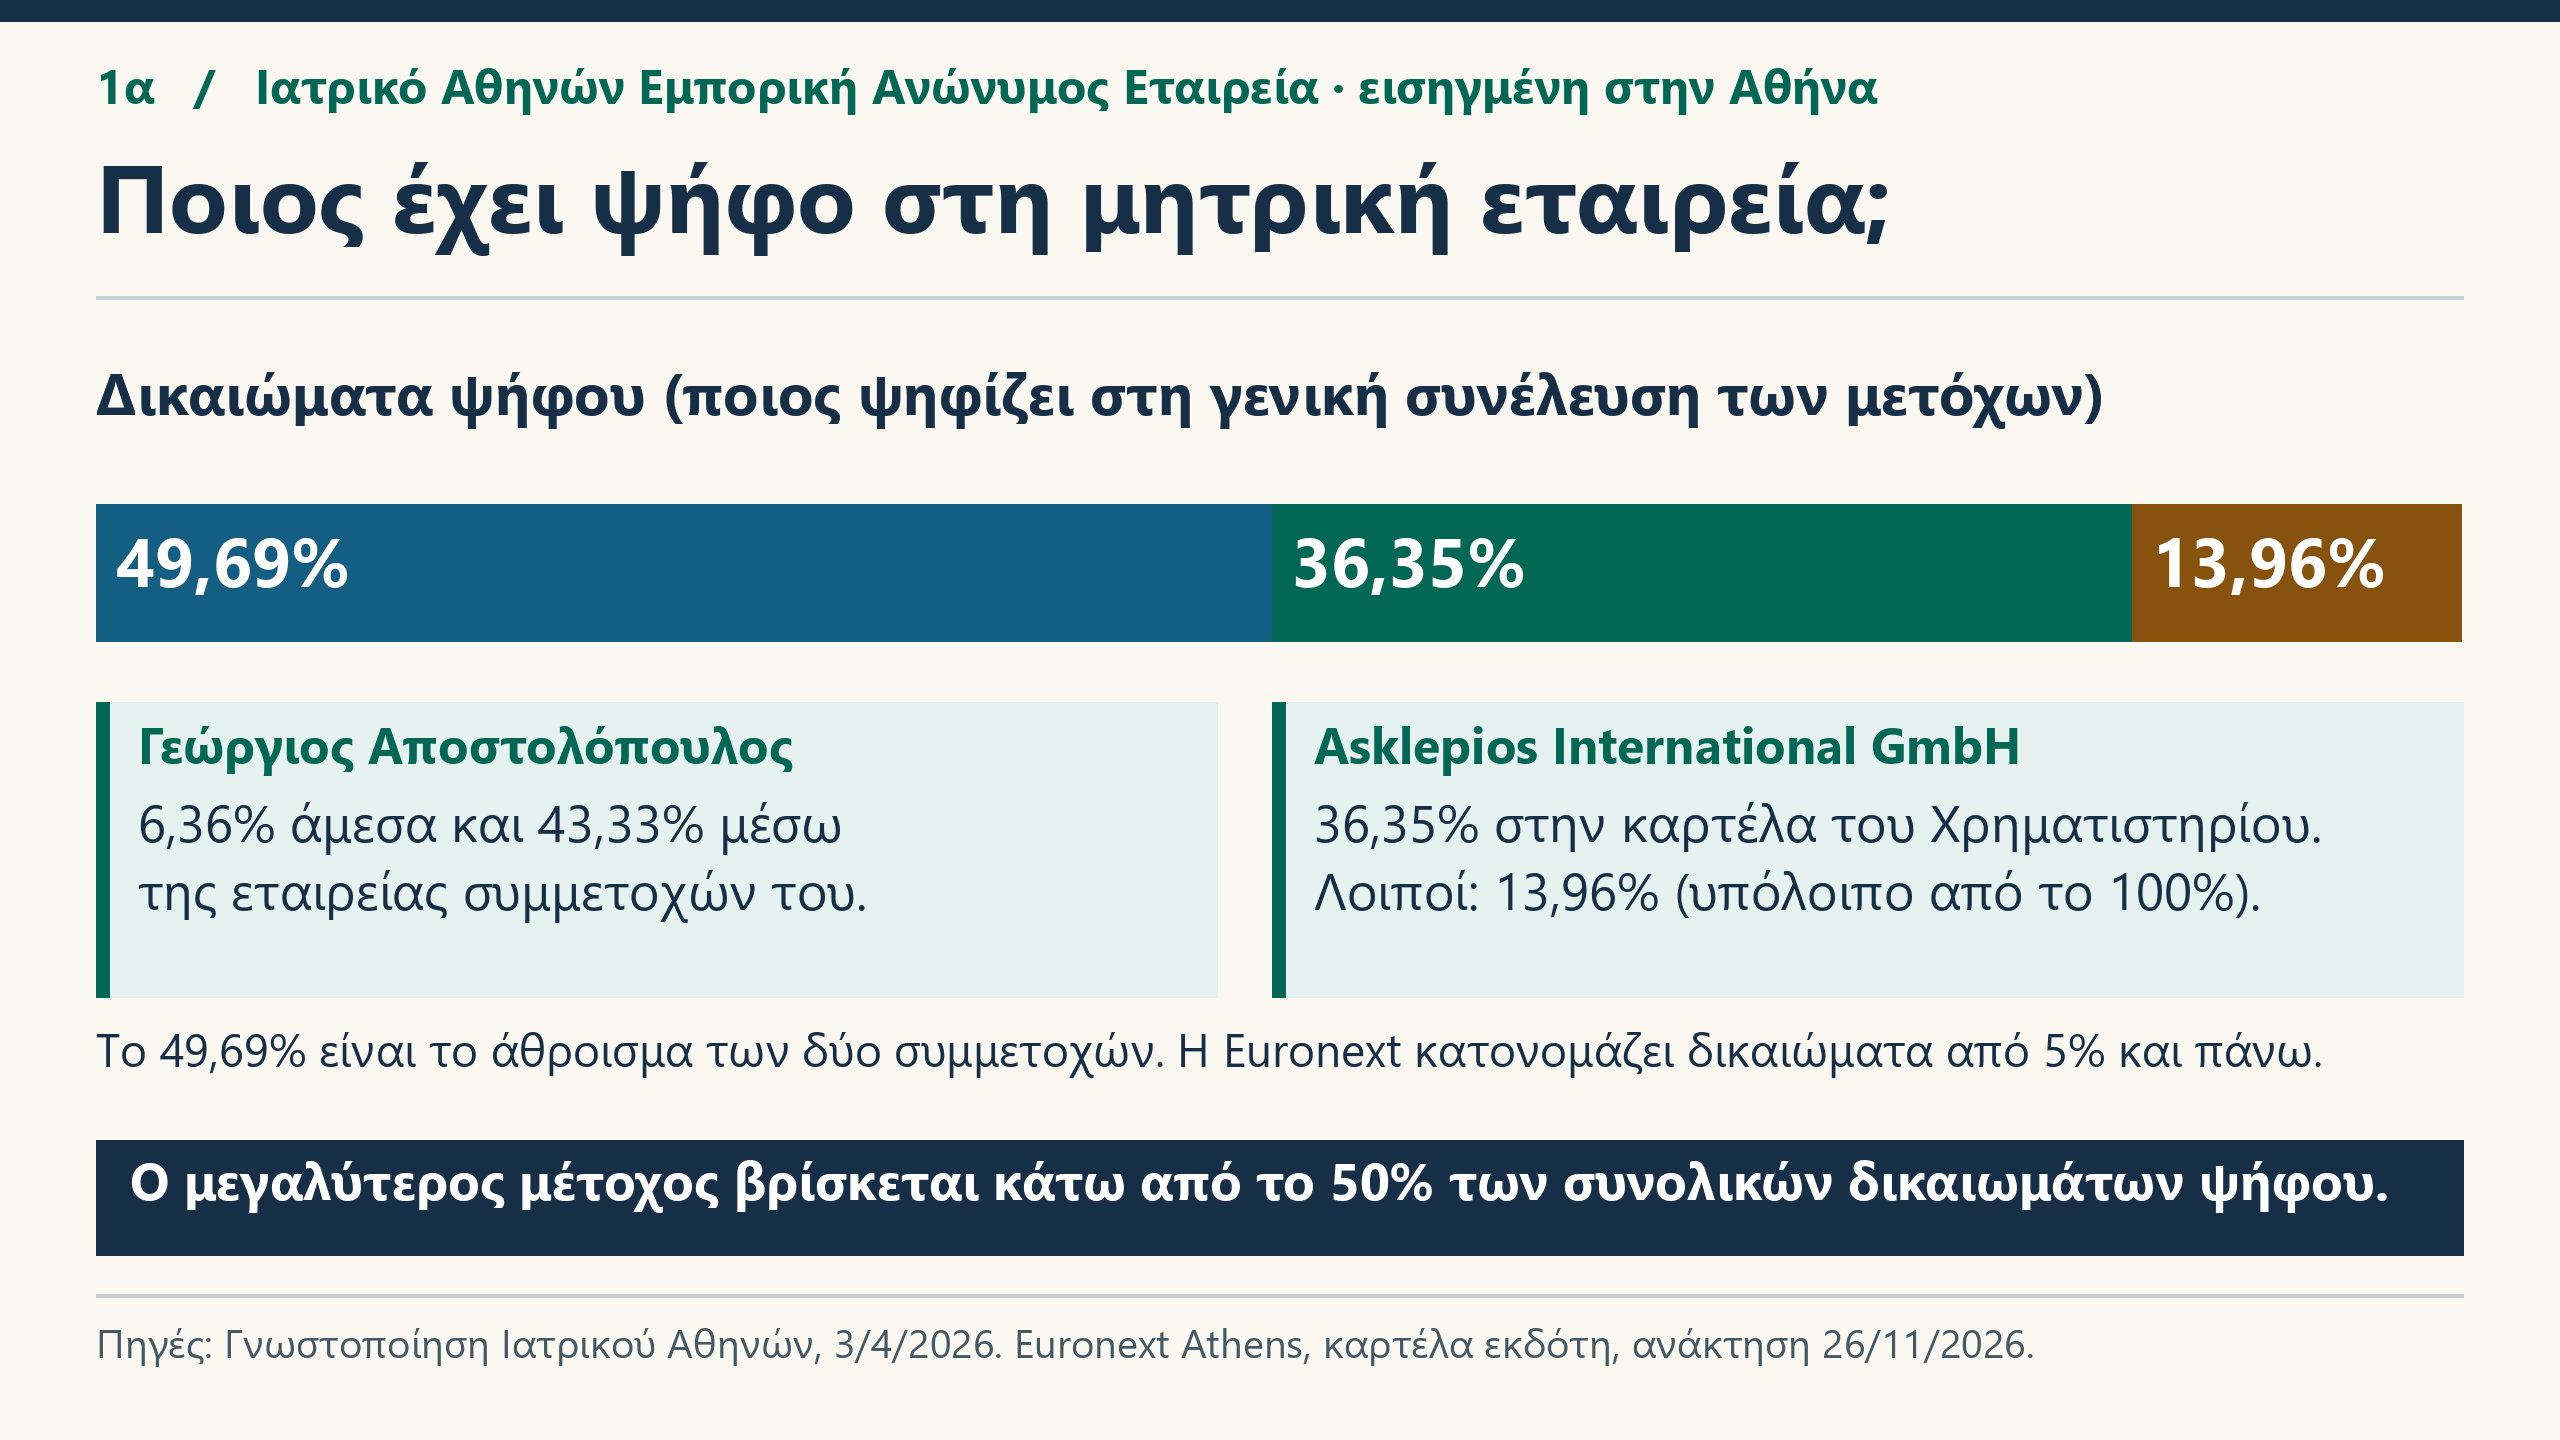 1α / Ιατρικό Αθηνών Εμπορική Ανώνυμος Εταιρεία · εισηγμένη στην Αθήνα
Ποιος έχει ψήφο στη μητρική εταιρεία;
Δικαιώματα ψήφου (ποιος ψηφίζει στη γενική συνέλευση των μετόχων)
49,69%
36,35%
13,96%
Γεώργιος Αποστολόπουλος
6,36% άμεσα και 43,33% μέσω
της εταιρείας συμμετοχών του.
Asklepios International GmbH
36,35% στην καρτέλα του Χρηματιστηρίου.
Λοιποί: 13,96% (υπόλοιπο από το 100%).
Το 49,69% είναι το άθροισμα των δύο συμμετοχών. Η Euronext κατονομάζει δικαιώματα από 5% και πάνω.
Ο μεγαλύτερος μέτοχος βρίσκεται κάτω από το 50% των συνολικών δικαιωμάτων ψήφου.
Πηγές: Γνωστοποίηση Ιατρικού Αθηνών, 3/4/2026. Euronext Athens, καρτέλα εκδότη, ανάκτηση 26/11/2026.